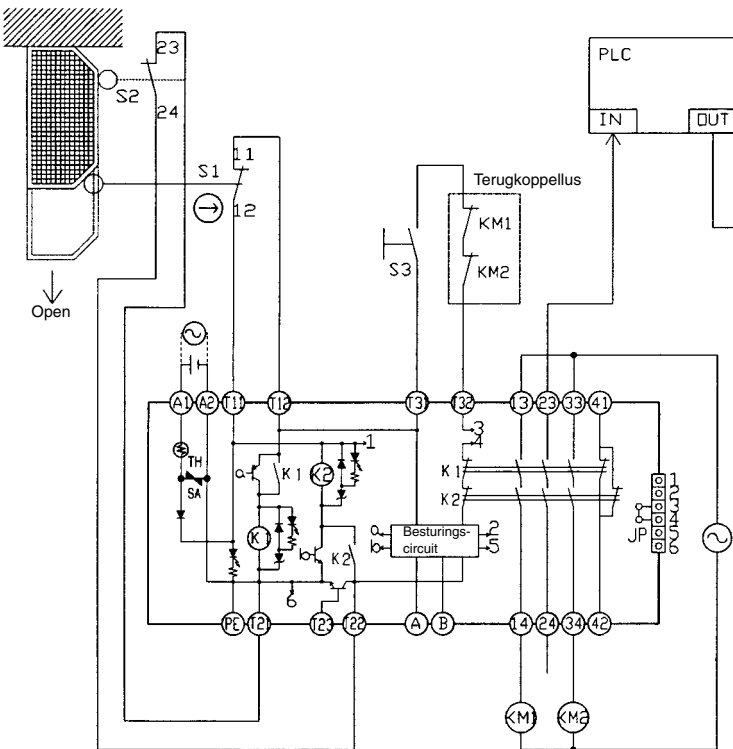 23
PLC
S2
24
IN
OUT
11
S1
12
Terugkoppellus
KM1
S3
KM2
Open
A1
A2
T11
T12
T31
T32
13
23
33
41
3
4
1
TH
SA
a
K1
K2
K1
K2
1
2
3
4
5
6
JP
K1
a
b
Besturings-
circuit
2
5
b
K2
6
PE
T21
T23
T22
A
B
14
24
34
42
KM1
KM2